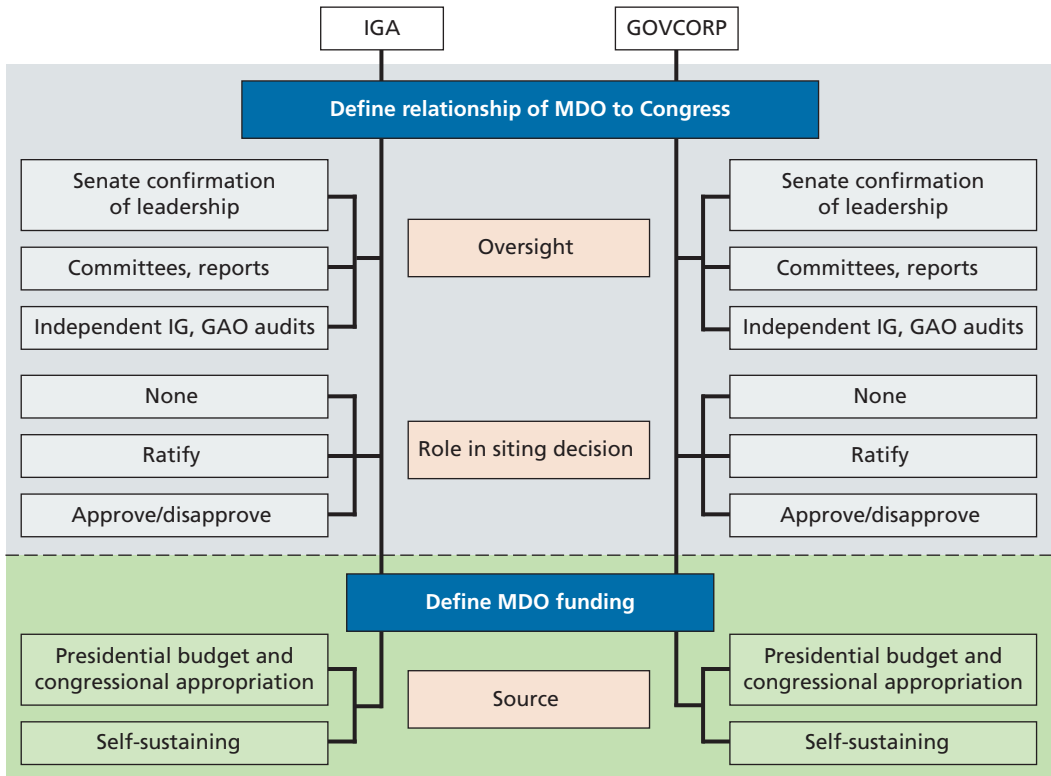 IGA
GOVCORP
Define relationship of MDO to Congress
Senate confirmation
of leadership
Committees, reports
Independent IG, GAO audits
Oversight
Senate confirmation
of leadership
Committees, reports
Independent IG, GAO audits
None
Ratify
Approve/disapprove
Role in siting decision
None
Ratify
Approve/disapprove
Define MDO funding
Presidential budget and
congressional appropriation
Self-sustaining
Source
Presidential budget and
congressional appropriation
Self-sustaining